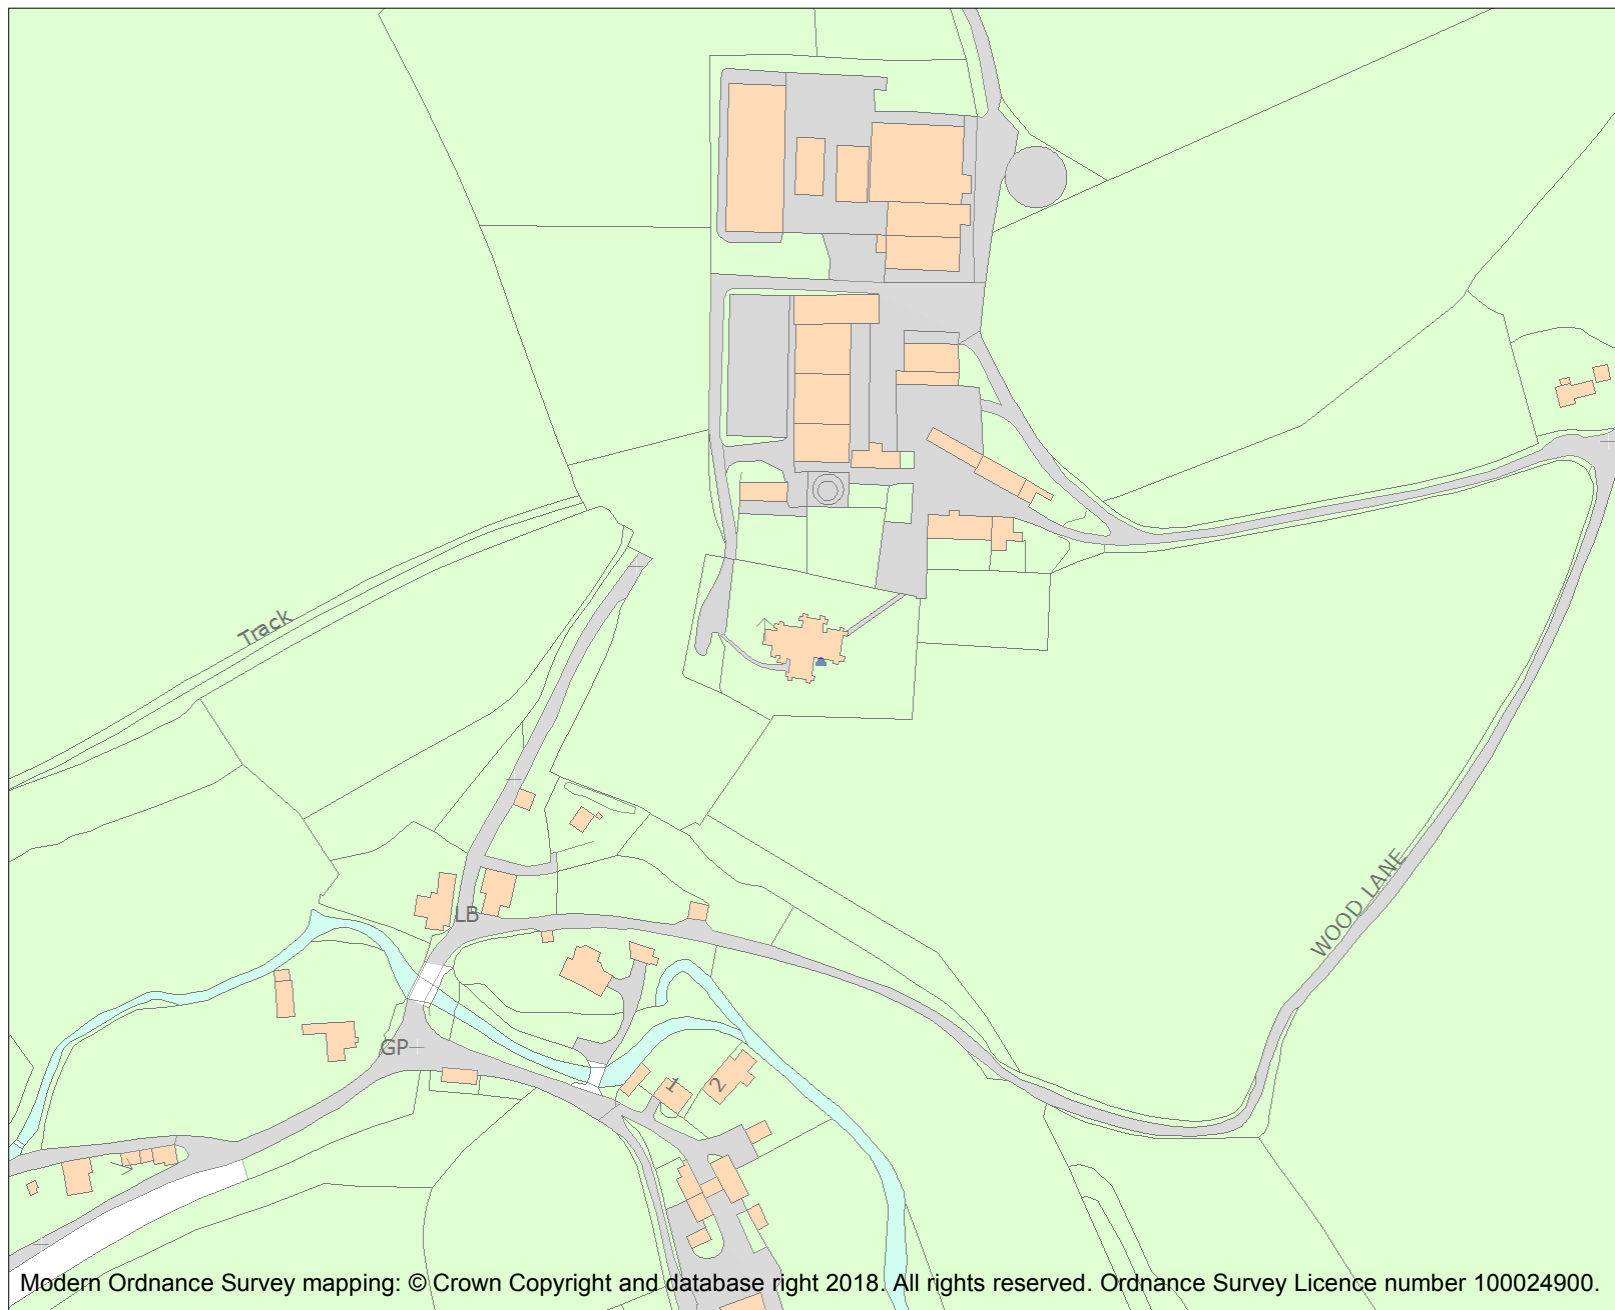 Track
WOOD LANE
LB
GP
1
2
Modern Ordnance Survey mapping: © Crown Copyright and database right 2018. All rights reserved. Ordnance Survey Licence number 100024900.